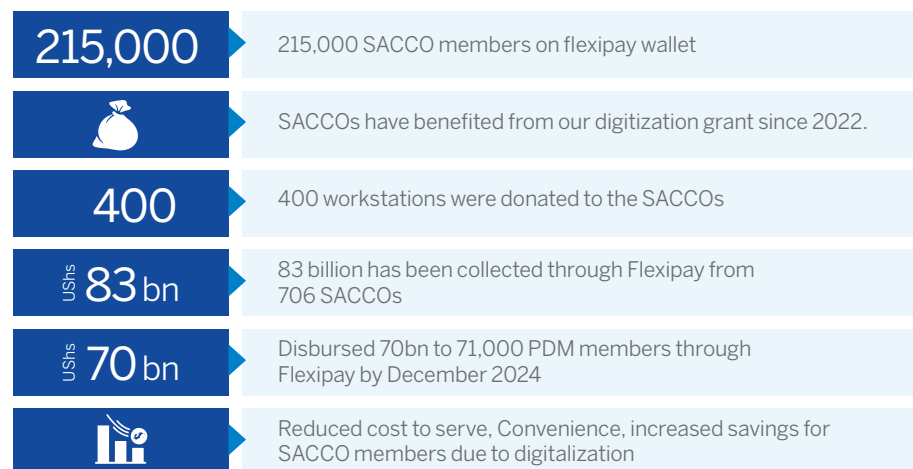 215,000
215,000 SACCO members on flexipay wallet
SACCOs have benefited from our digitization grant since 2022.
400
400 workstations were donated to the SACCOs
UShs 83 bn
83 billion has been collected through Flexipay from
706 SACCOs
UShs 70 bn
Disbursed 70bn to 71,000 PDM members through
Flexipay by December 2024
Reduced cost to serve, Convenience, increased savings for
SACCO members due to digitalization